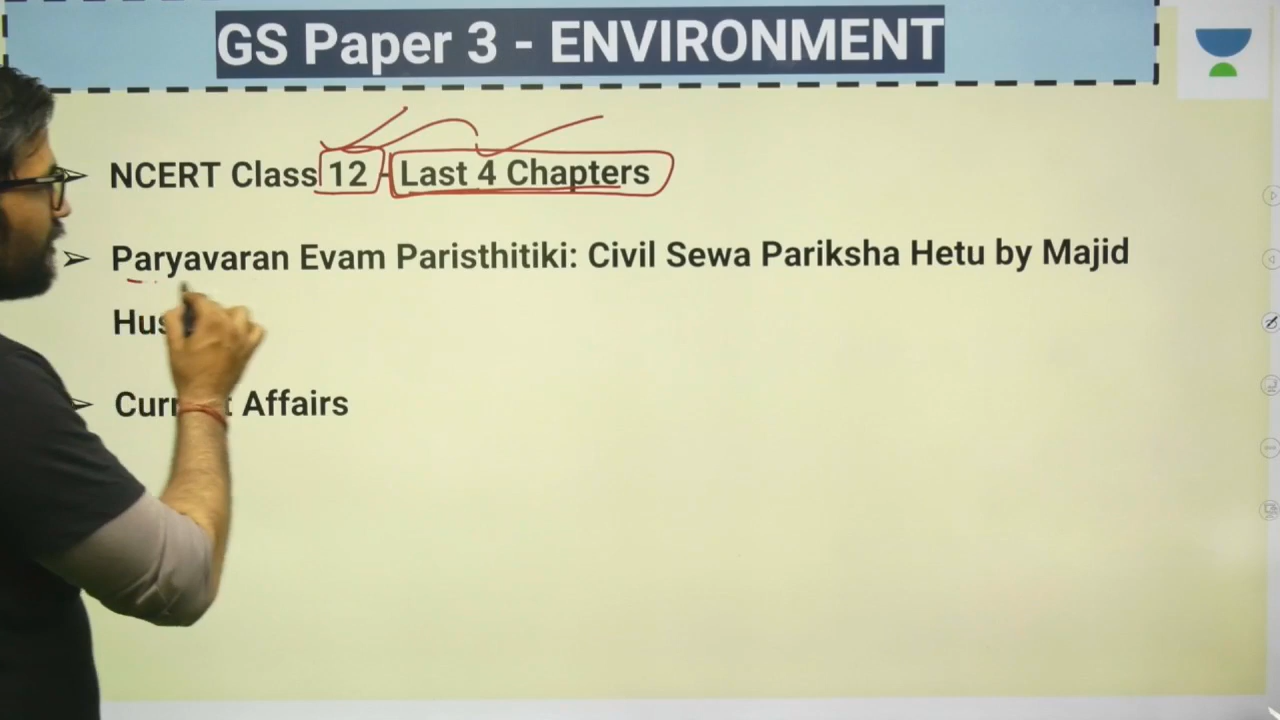 GS Paper 3 - ENVIRONMENT
NCERT Class 12 - Last 4 Chapters
Paryavaran Evam Paristhitiki: Civil Sewa Pariksha Hetu by Majid
Affairs